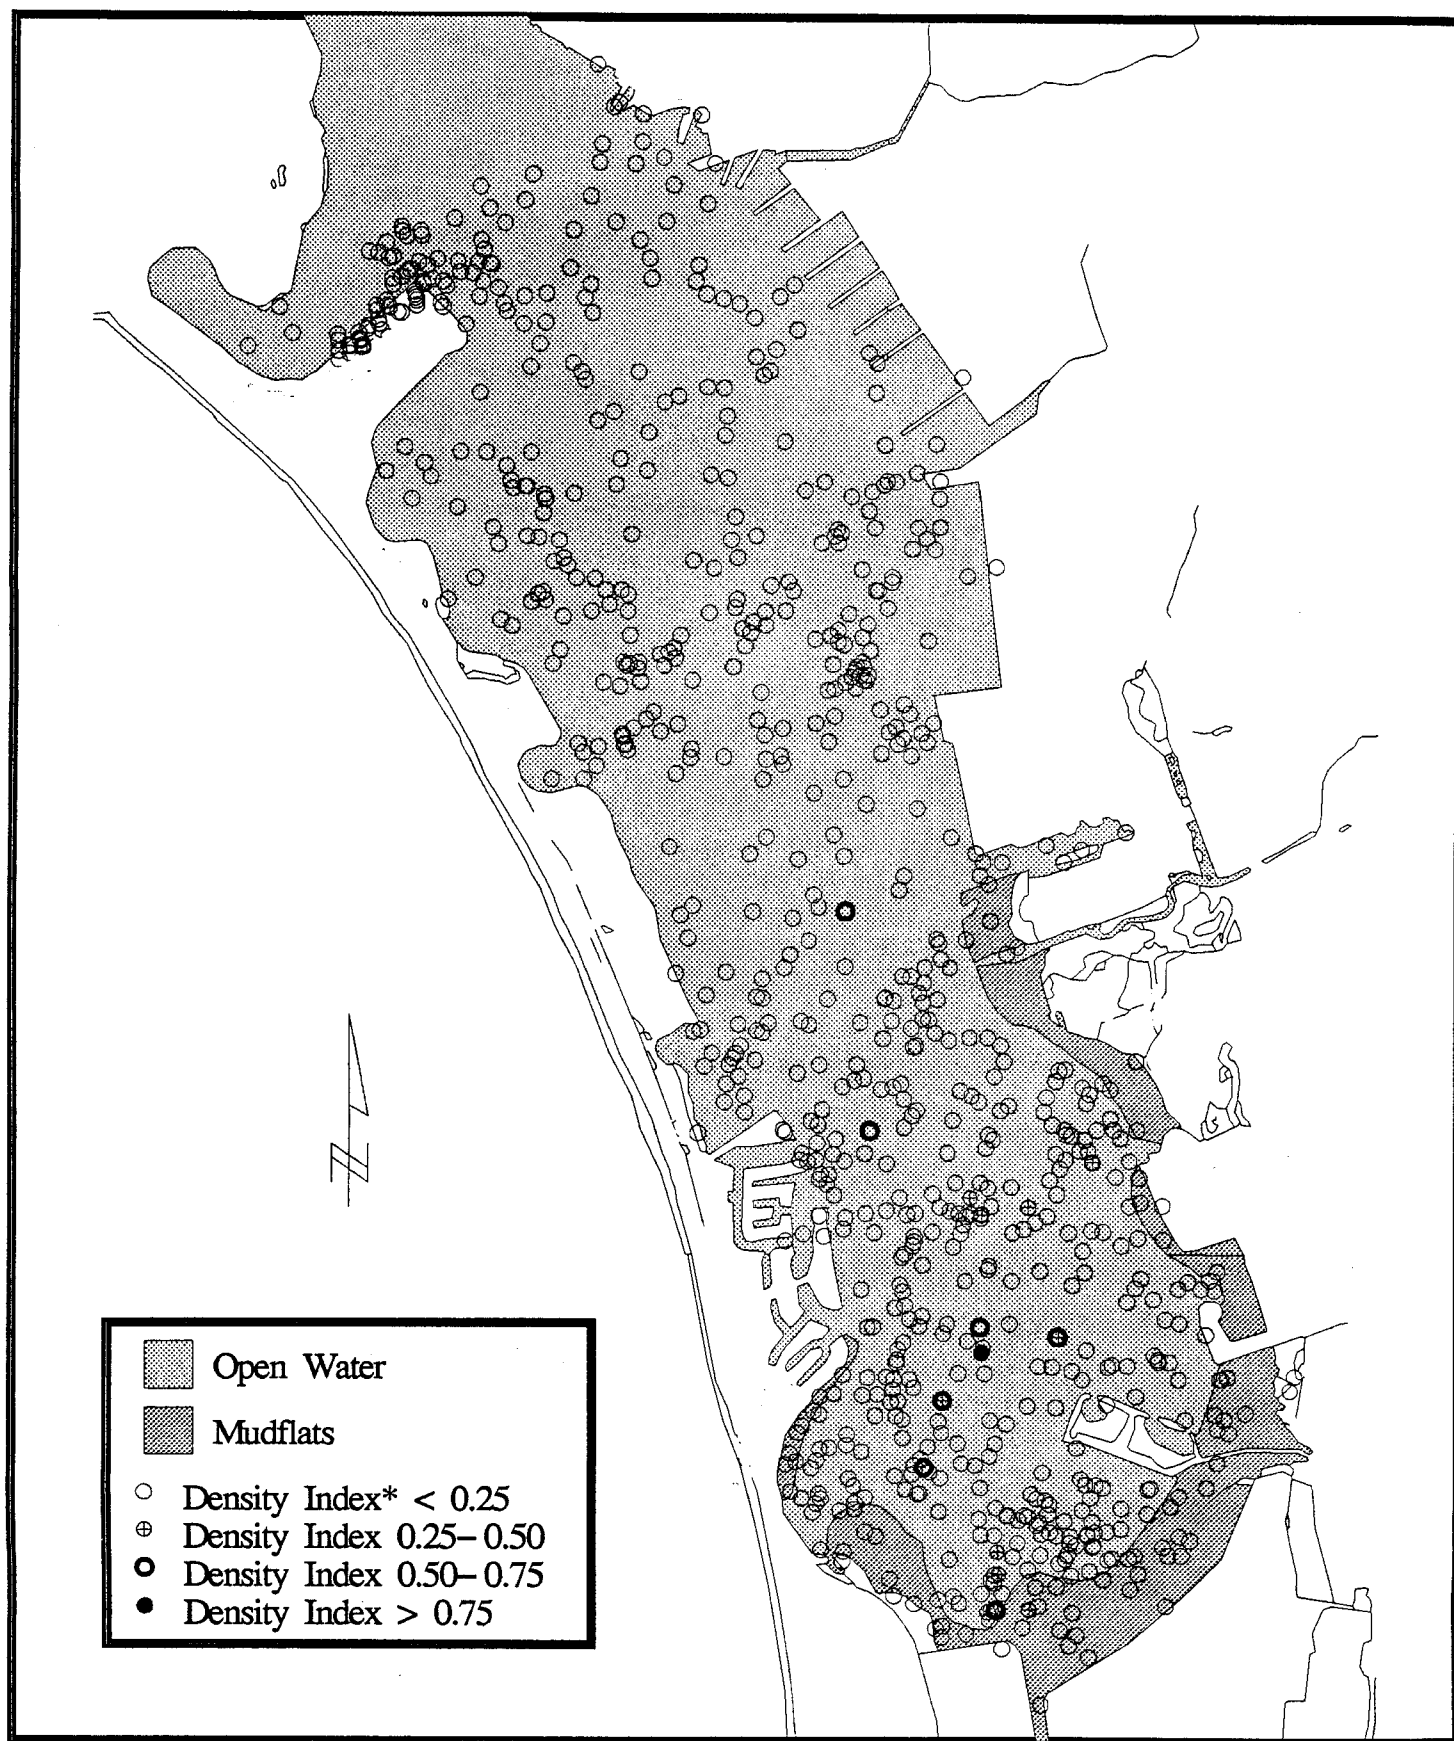 Open Water
Mudflats
Density Index* < 0.25
Density Index 0.25–0.50
Density Index 0.50–0.75
Density Index > 0.75